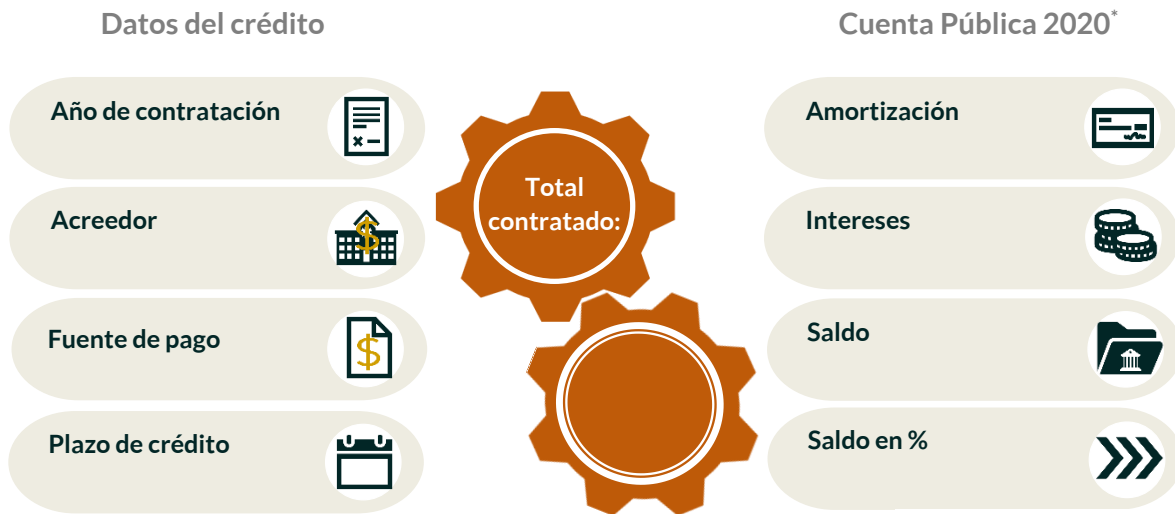 Datos del crédito
Año de contratación
Acreedor
Fuente de pago
Plazo de crédito
Total
contratado:
Cuenta Pública 2020*
Amortización
Intereses
Saldo
Saldo en %